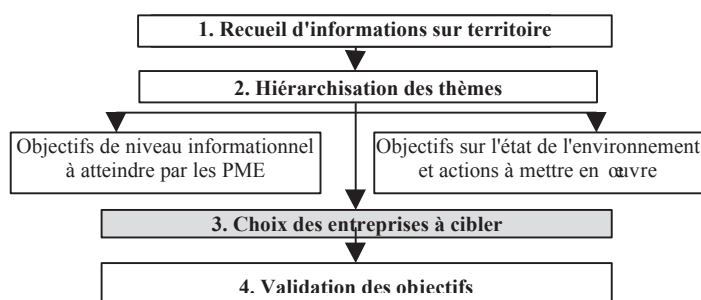 1. Recueil d'informations sur territoire
2. Hiérarchisation des thèmes
Objectifs de niveau informationnel
à atteindre par les PME
Objectifs sur l'état de l'environnement
et actions à mettre en œuvre
3. Choix des entreprises à cibler
4. Validation des objectifs